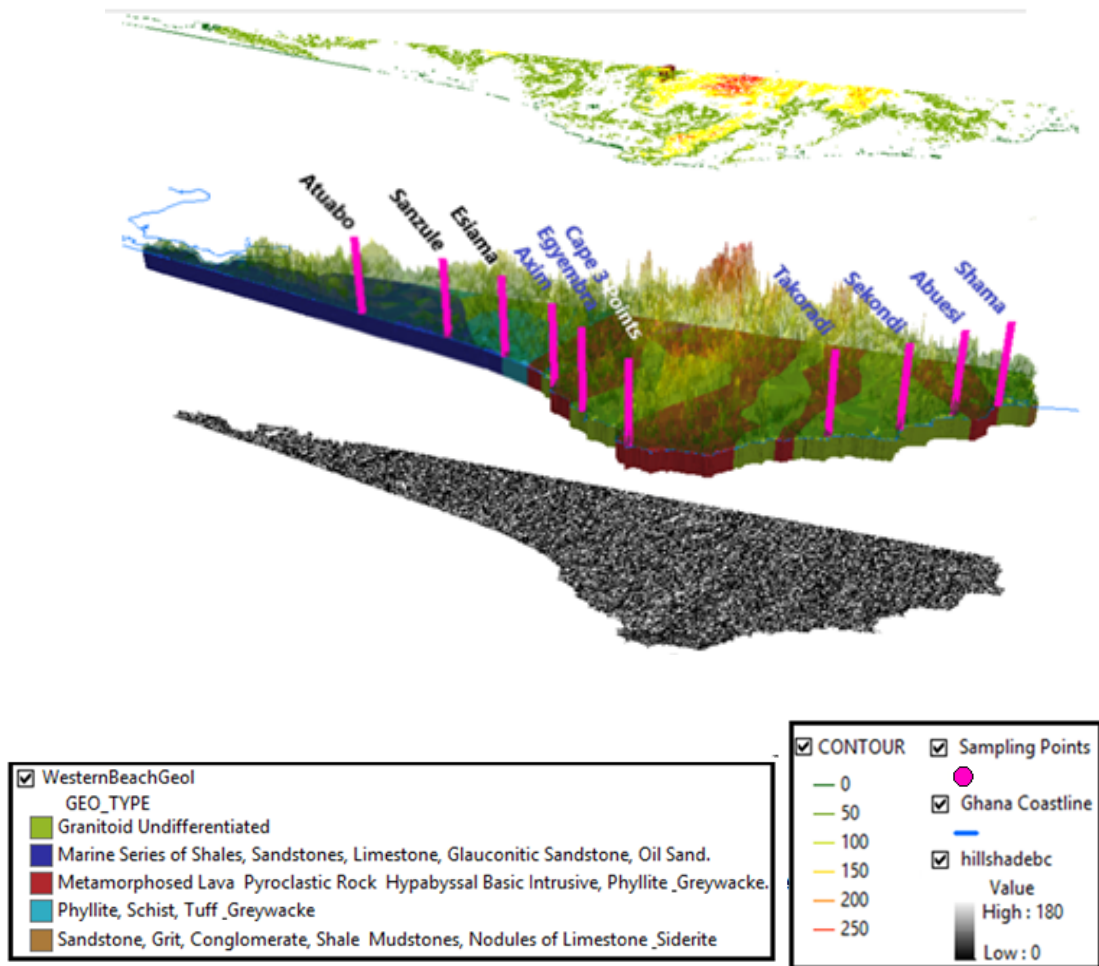 Atuabo
Sanzule
Esiama
Axim
Egyembra
Cape 3 Points
Takoradi
Sekondi
Abuesi
Shama
WesternBeachGeol
GEO_TYPE
Granitoid Undifferentiated
Marine Series of Shales, Sandstones, Limestone, Glauconitic Sandstone, Oil Sand.
Metamorphosed Lava Pyroclastic Rock Hypabyssal Basic Intrusive, Phyllite _Greywacke.
Phyllite, Schist, Tuff _Greywacke
Sandstone, Grit, Conglomerate, Shale Mudstones, Nodules of Limestone _Siderite
CONTOUR
0
50
100
150
200
250
Sampling Points
Ghana Coastline
hillshadebc
Value
High : 180
Low : 0